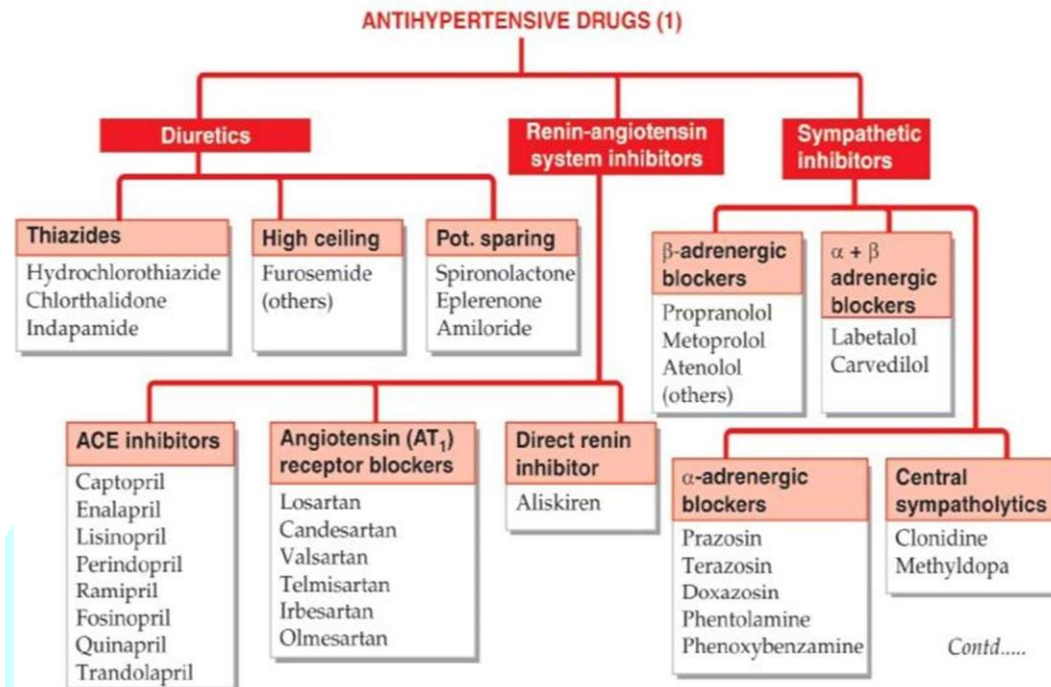 ANTIHYPERTENSIVE DRUGS (1)
Diuretics
Renin-angiotensin
system inhibitors
Sympathetic
inhibitors
Thiazides
Hydrochlorothiazide
Chlorthalidone
Indapamide
High ceiling
Furosemide
(others)
Pot. sparing
Spironolactone
Eplerenone
Amiloride
β-adrenergic
blockers
Propranolol
Metoprolol
Atenolol
(others)
α + β
adrenergic
blockers
Labetalol
Carvedilol
ACE inhibitors
Captopril
Enalapril
Lisinopril
Perindopril
Ramipril
Fosinopril
Quinapril
Trandolapril
Angiotensin (AT₁)
receptor blockers
Losartan
Candesartan
Valsartan
Telmisartan
Irbesartan
Olmesartan
Direct renin
inhibitor
Aliskiren
α-adrenergic
blockers
Prazosin
Terazosin
Doxazosin
Phentolamine
Phenoxybenzamine
Central
sympatholytics
Clonidine
Methyldopa
Contd.....